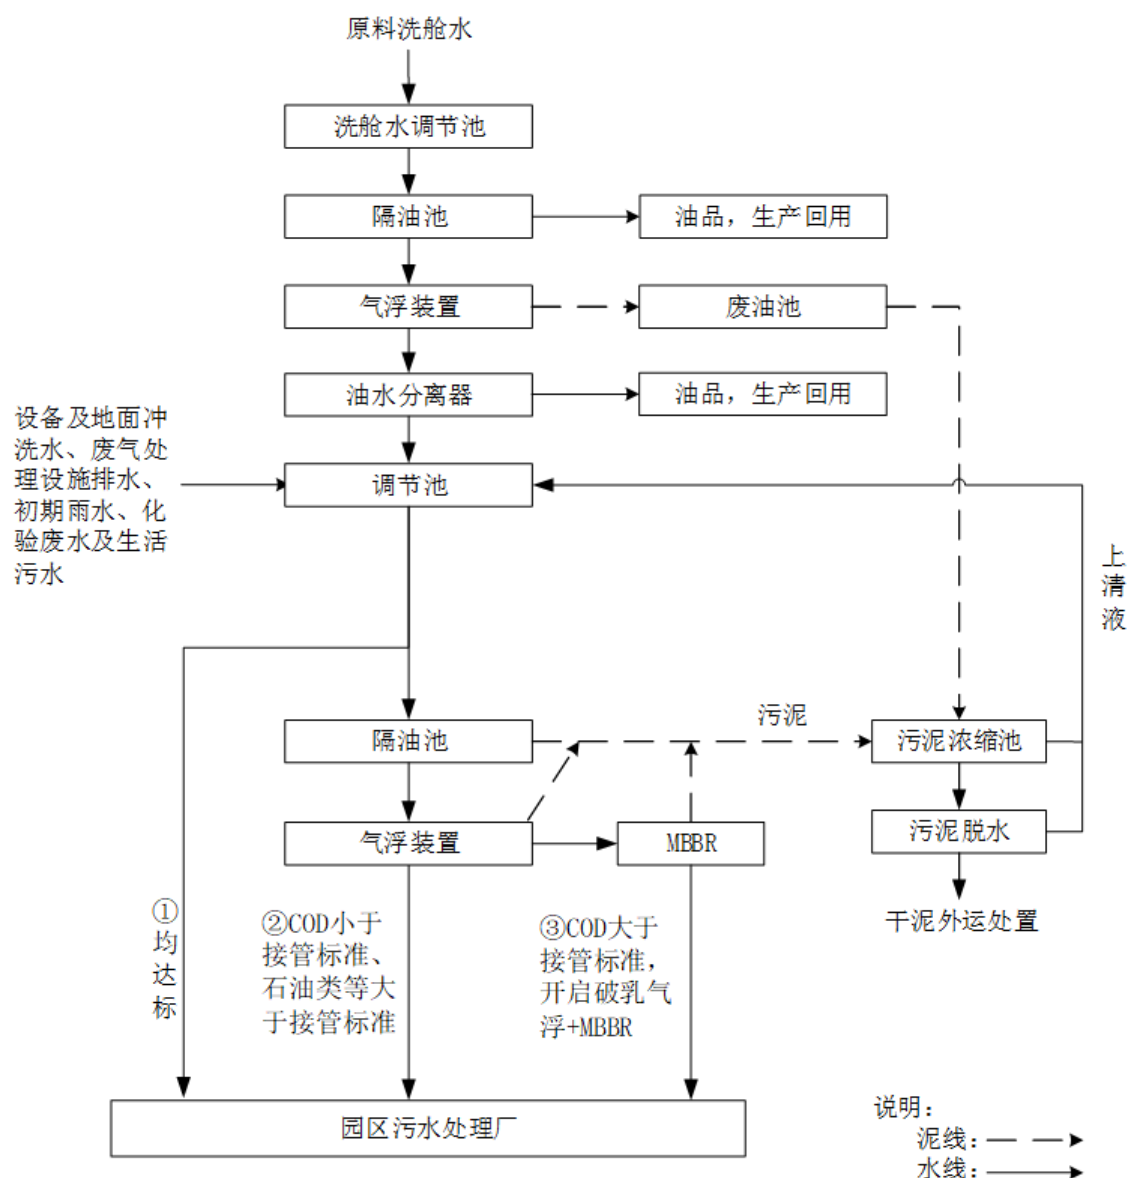 原料洗舱水
洗舱水调节池
隔油池
油品，生产回用
气浮装置
废油池
油水分离器
油品，生产回用
设备及地面冲
洗水、废气处
理设施排水、
初期雨水、化
验废水及生活
污水
调节池
上
清
液
隔油池
污泥
污泥浓缩池
气浮装置
MBBR
污泥脱水
干泥外运处置
①
均
达
标
②COD小于
接管标准、
石油类等大
于接管标准
③COD大于
接管标准，
开启破乳气
浮+MBBR
园区污水处理厂
说明：
泥线：
水线：